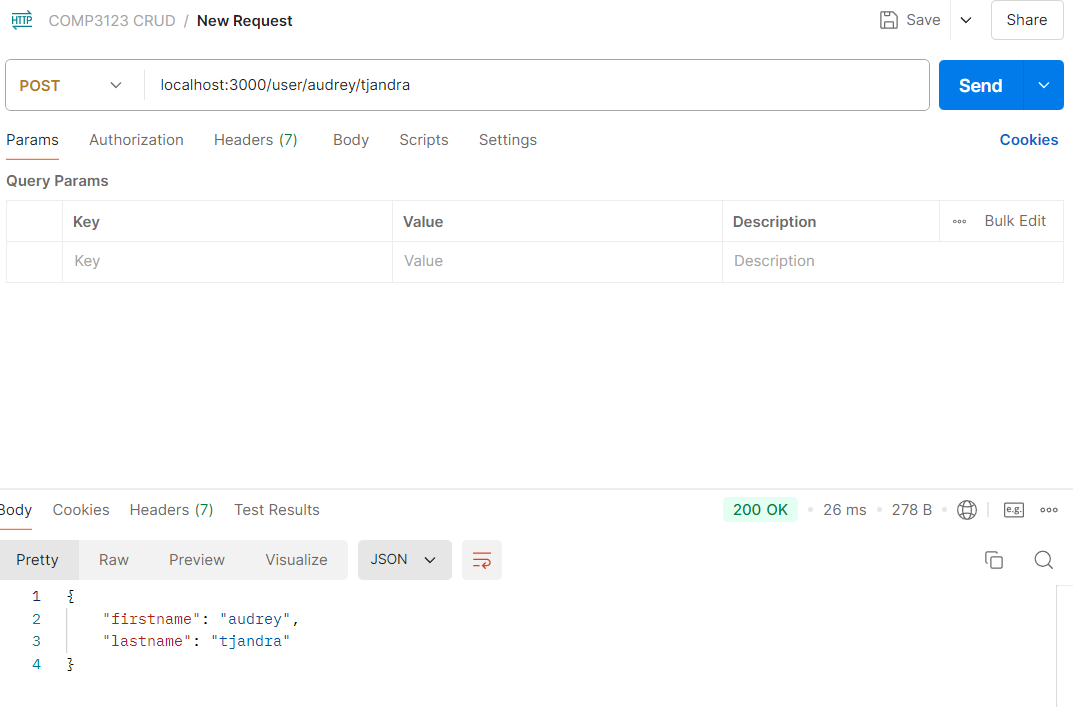 HTTP COMP3123 CRUD / New Request Save Share
POST localhost:3000/user/audrey/tjandra Send
Params Authorization Headers (7) Body Scripts Settings Cookies
Query Params
Key Value Description Bulk Edit
Key Value Description
Body Cookies Headers (7) Test Results 200 OK 26 ms 278 B e.g.
Pretty Raw Preview Visualize JSON
1 {
2 "firstname": "audrey",
3 "lastname": "tjandra"
4 }